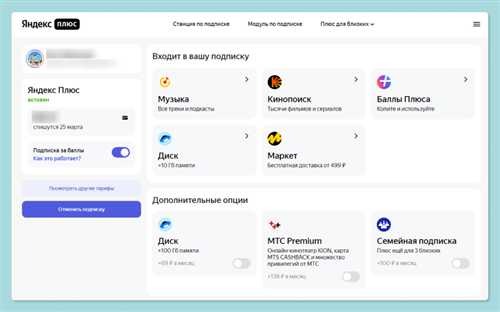 Яндекс плюс
Станция по подписке
Модуль по подписке
Плюс для близких
Яндекс Плюс
активен
спишутся 25 марта
Подписка за баллы
Как это работает?
Посмотреть другие тарифы
Отменить подписку
Входит в вашу подписку
Музыка
Все треки и подкасты
Кинопоиск
Тысячи фильмов и сериалов
Баллы Плюса
Копите и используйте
Диск
+10 Гб памяти
Маркет
Бесплатная доставка от 499 ₽
Дополнительные опции
Диск
+100 Гб памяти
+69 ₽ в месяц
МТС Premium
Онлайн-кинотеатр KION, карта
MTS CASHBACK и множество
привилегий от МТС
+139 ₽ в месяц
Семейная подписка
Плюс ещё для 3 близких
+100 ₽ в месяц